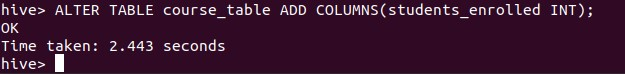 hive> ALTER TABLE course_table ADD COLUMNS(students_enrolled INT);
OK
Time taken: 2.443 seconds
hive>